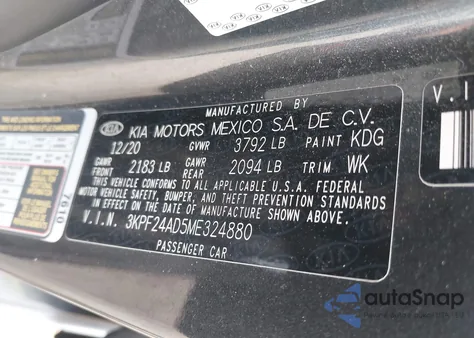 MANUFACTURED BY
KIA KIA MOTORS MEXICO S.A. DE C.V.
12/20 GVWR 3792 LB PAINT KDG
GAWR FRONT 2183 LB GAWR REAR 2094 LB TRIM WK
THIS VEHICLE CONFORMS TO ALL APPLICABLE U.S.A. FEDERAL
MOTOR VEHICLE SAFETY, BUMPER, AND THEFT PREVENTION STANDARDS
IN EFFECT ON THE DATE OF MANUFACTURE SHOWN ABOVE.
V.I.N. 3KPF24AD5ME324880
PASSENGER CAR
7610
V.I
autoSnap